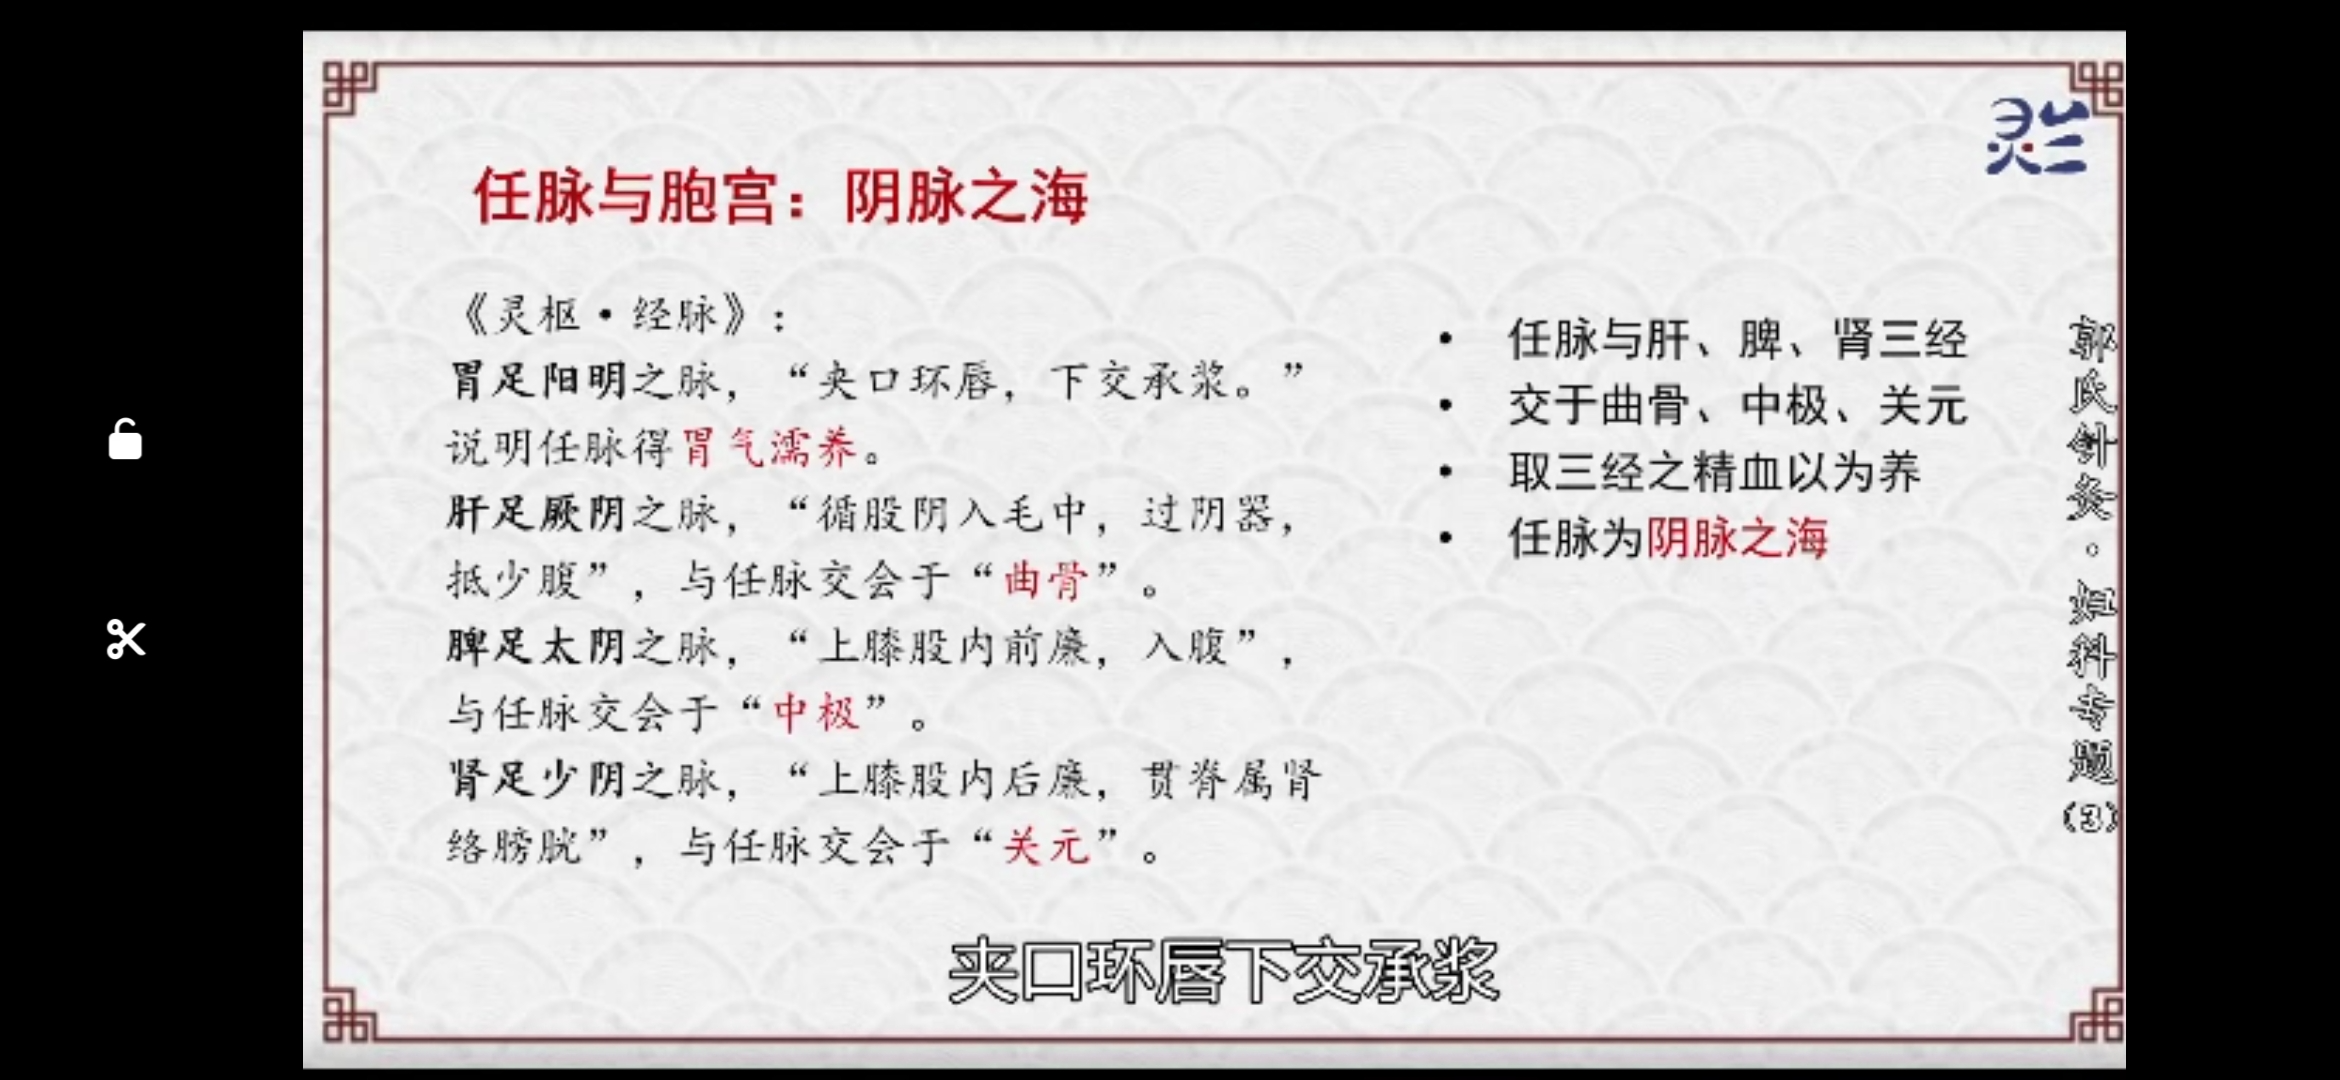 灵兰
任脉与胞宫：阴脉之海
《灵枢·经脉》：
胃足阳明之脉，“夹口环唇，下交承浆。”
说明任脉得胃气濡养。
肝足厥阴之脉，“循股阴入毛中，过阴器，
抵少腹”，与任脉交会于“曲骨”。
脾足太阴之脉，“上膝股内前廉，入腹”，
与任脉交会于“中极”。
肾足少阴之脉，“上膝股内后廉，贯脊属肾
络膀胱”，与任脉交会于“关元”。
• 任脉与肝、脾、肾三经
• 交于曲骨、中极、关元
• 取三经之精血以为养
• 任脉为阴脉之海
郭氏针灸·妇科专题(3)
夹口环唇下交承浆